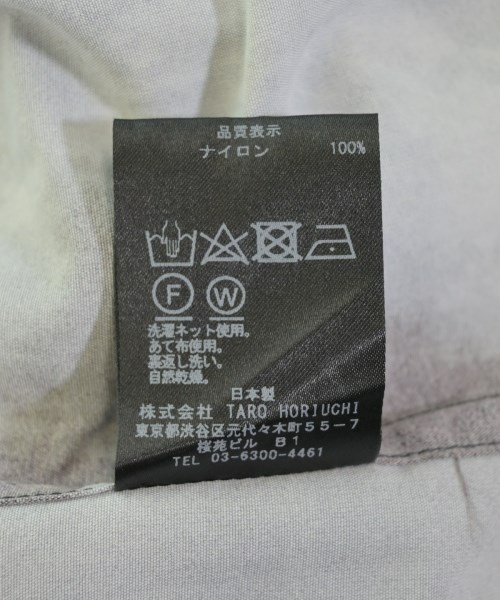 品質表示
ナイロン 100%
F W
洗濯ネット使用。
あて布使用。
裏返し洗い。
自然乾燥。
日本製
株式会社 TARO HORIUCHI
東京都渋谷区元代々木町55-7
桜苑ビル B1
TEL 03-6300-4461